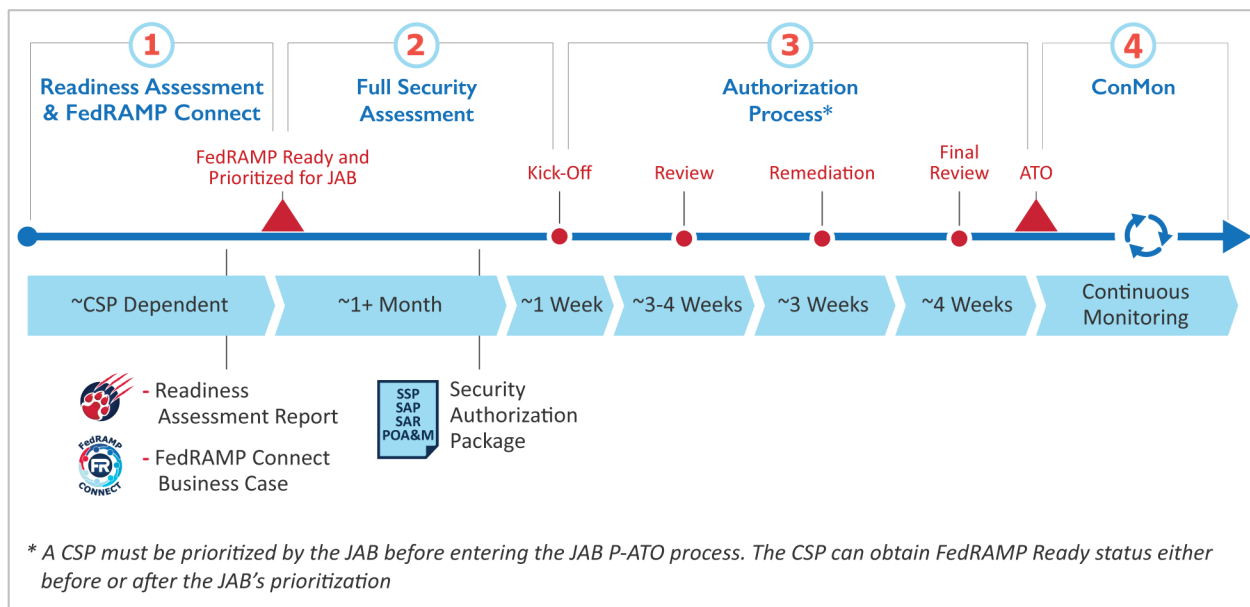 1
Readiness Assessment
& FedRAMP Connect
2
Full Security
Assessment
3
Authorization
Process*
4
ConMon
FedRAMP Ready and
Prioritized for JAB
Kick-Off
Review
Remediation
Final
Review
ATO
~CSP Dependent
~1+ Month
~1 Week
~3-4 Weeks
~3 Weeks
~4 Weeks
Continuous
Monitoring
- Readiness
Assessment Report
FedRAMP
FR
CONNECT
- FedRAMP Connect
Business Case
SSP
SAP
SAR
POA&M
Security
Authorization
Package
* A CSP must be prioritized by the JAB before entering the JAB P-ATO process. The CSP can obtain FedRAMP Ready status either
before or after the JAB's prioritization